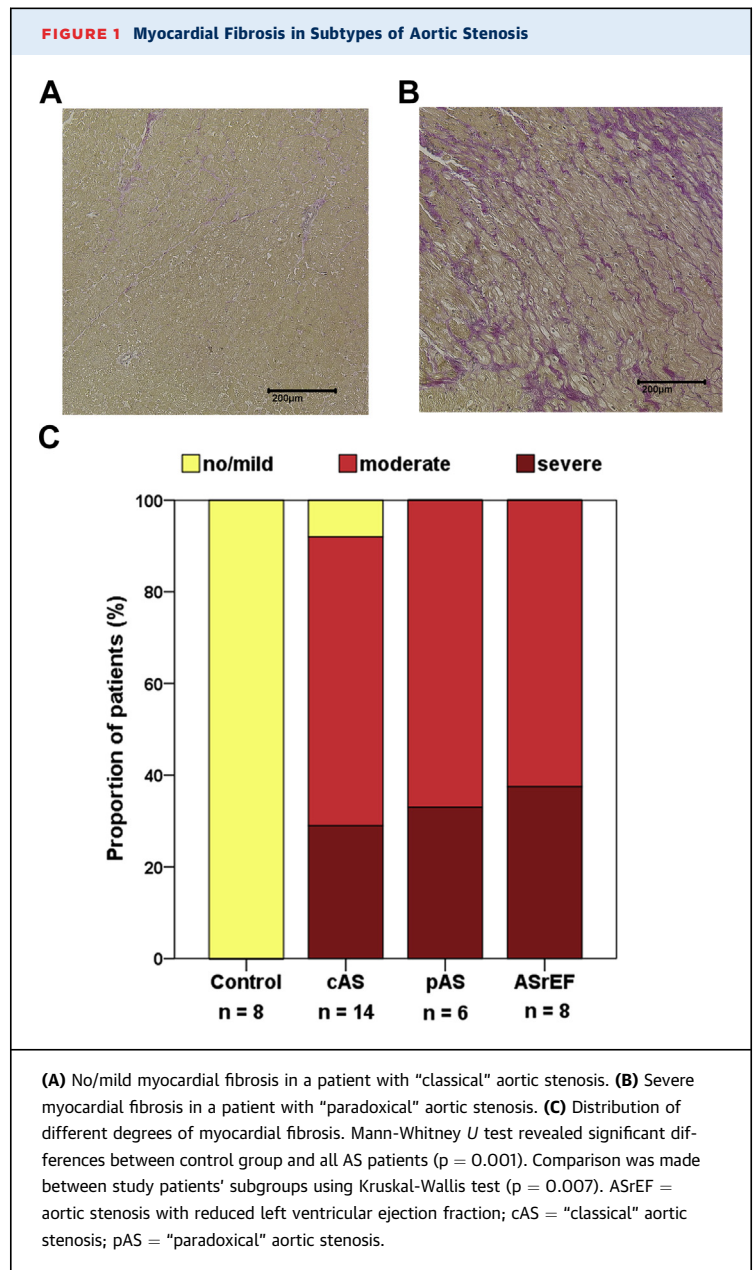 FIGURE 1 Myocardial Fibrosis in Subtypes of Aortic Stenosis
A
B
200µm
200µm
C
no/mild moderate severe
100
80
60
40
20
0
Proportion of patients (%)
Control cAS pAS ASrEF
n = 8 n = 14 n = 6 n = 8
(A) No/mild myocardial fibrosis in a patient with “classical” aortic stenosis. (B) Severe
myocardial fibrosis in a patient with “paradoxical” aortic stenosis. (C) Distribution of
different degrees of myocardial fibrosis. Mann-Whitney U test revealed significant dif-
ferences between control group and all AS patients (p = 0.001). Comparison was made
between study patients’ subgroups using Kruskal-Wallis test (p = 0.007). ASrEF =
aortic stenosis with reduced left ventricular ejection fraction; cAS = “classical” aortic
stenosis; pAS = “paradoxical” aortic stenosis.